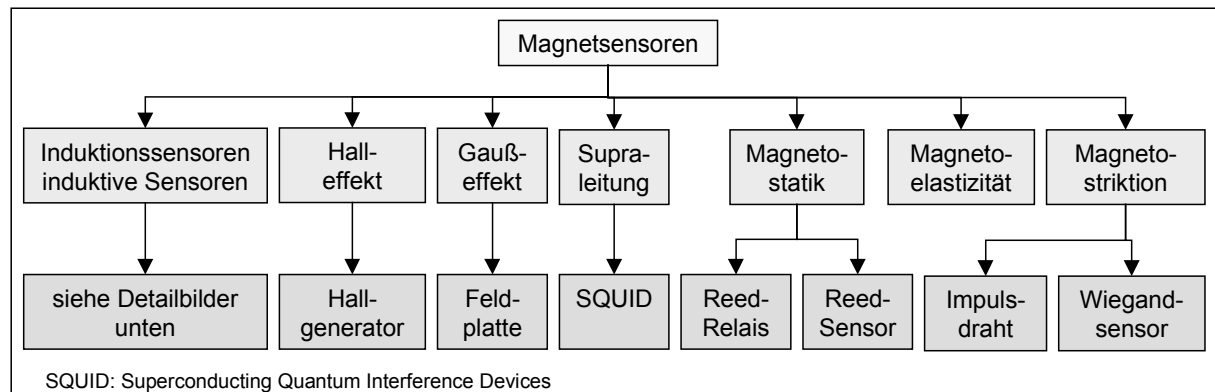 Magnetsensoren
Induktionssensoren
induktive Sensoren
Hall-
effekt
Gauß-
effekt
Supra-
leitung
Magneto-
statik
Magneto-
elastizität
Magneto-
striktion
siehe Detailbilder
unten
Hall-
generator
Feld-
platte
SQUID
Reed-
Relais
Reed-
Sensor
Impuls-
draht
Wiegand-
sensor
SQUID: Superconducting Quantum Interference Devices